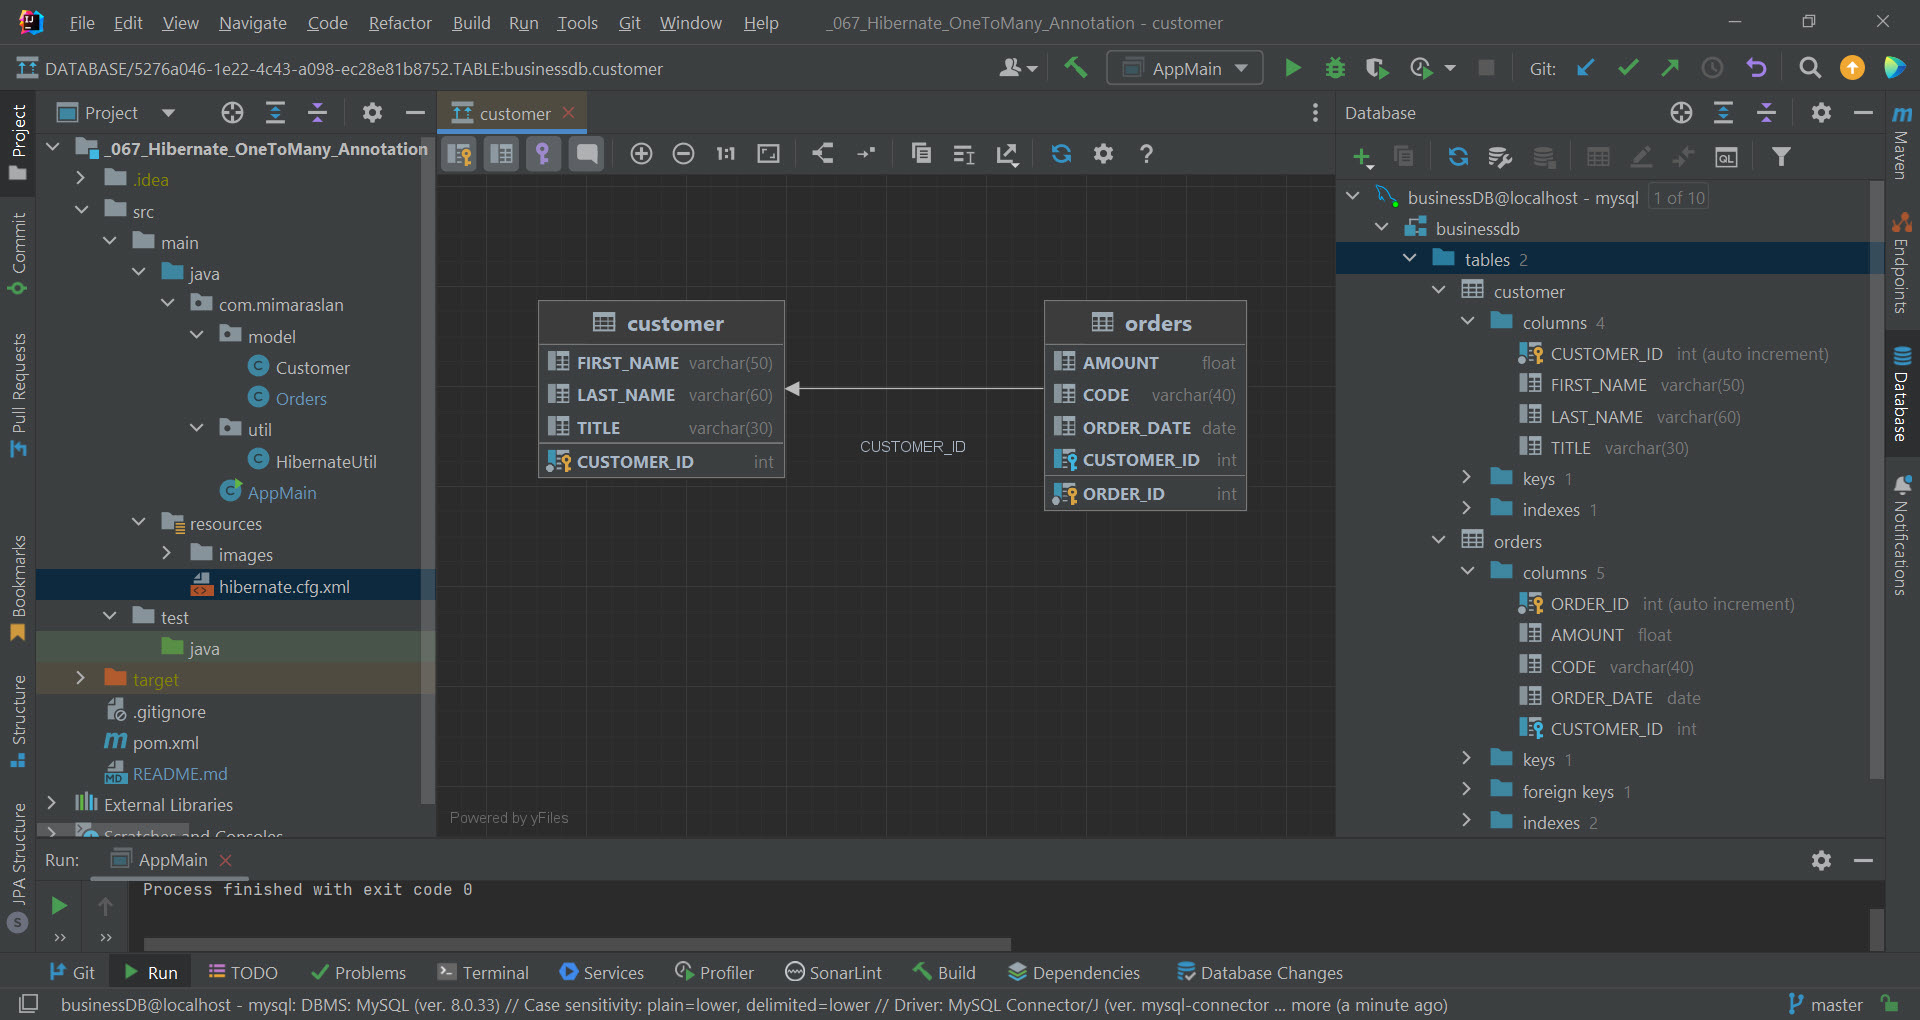 File Edit View Navigate Code Refactor Build Run Tools Git Window Help _067_Hibernate_OneToMany_Annotation - customer
DATABASE/5276a046-1e22-4c43-a098-ec28e81b8752.TABLE:businessdb.customer
AppMain
Git:
Project
Commit
Pull Requests
Bookmarks
Structure
JPA Structure
Project
_067_Hibernate_OneToMany_Annotation
.idea
src
main
java
com.mimaraslan
model
Customer
Orders
util
HibernateUtil
AppMain
resources
images
hibernate.cfg.xml
test
java
target
.gitignore
pom.xml
README.md
External Libraries
Scratches and Consoles
customer
1:1
?
customer
FIRST_NAME varchar(50)
LAST_NAME varchar(60)
TITLE varchar(30)
CUSTOMER_ID int
CUSTOMER_ID
orders
AMOUNT float
CODE varchar(40)
ORDER_DATE date
CUSTOMER_ID int
ORDER_ID int
Powered by yFiles
Database
QL
businessDB@localhost - mysql 1 of 10
businessdb
tables 2
customer
columns 4
CUSTOMER_ID int (auto increment)
FIRST_NAME varchar(50)
LAST_NAME varchar(60)
TITLE varchar(30)
keys 1
indexes 1
orders
columns 5
ORDER_ID int (auto increment)
AMOUNT float
CODE varchar(40)
ORDER_DATE date
CUSTOMER_ID int
keys 1
foreign keys 1
indexes 2
Maven
Endpoints
Database
Notifications
Run: AppMain
Process finished with exit code 0
Git Run TODO Problems Terminal Services Profiler SonarLint Build Dependencies Database Changes
businessDB@localhost - mysql: DBMS: MySQL (ver. 8.0.33) // Case sensitivity: plain=lower, delimited=lower // Driver: MySQL Connector/J (ver. mysql-connector ... more (a minute ago) master